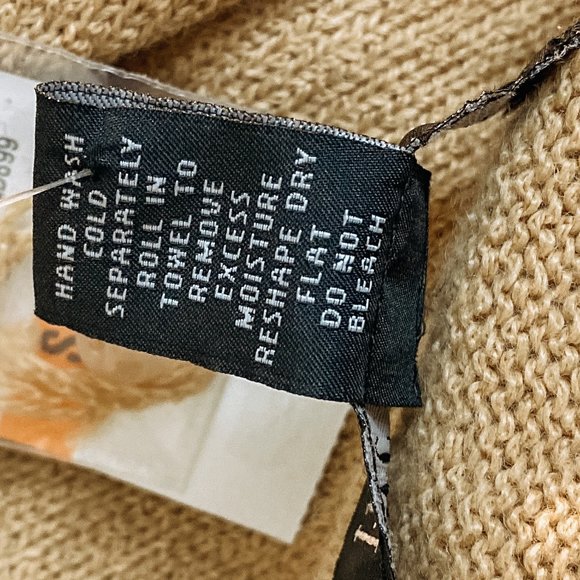 HAND WASH
COLD
SEPARATELY
ROLL IN
TOWEL TO
REMOVE
EXCESS
MOISTURE
RESHAPE DRY
FLAT
DO NOT
BLEACH